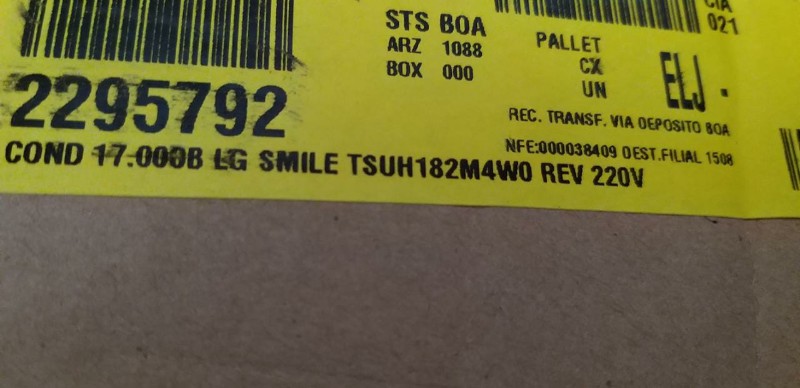 STS BOA
ARZ 1088
BOX 000
PALLET
CX
UN
ELJ -
CIA
021
2295792
REC. TRANSF. VIA DEPOSITO BOA
NFE:000038409 DEST.FILIAL 1508
COND 17.000B LG SMILE TSUH182M4W0 REV 220V